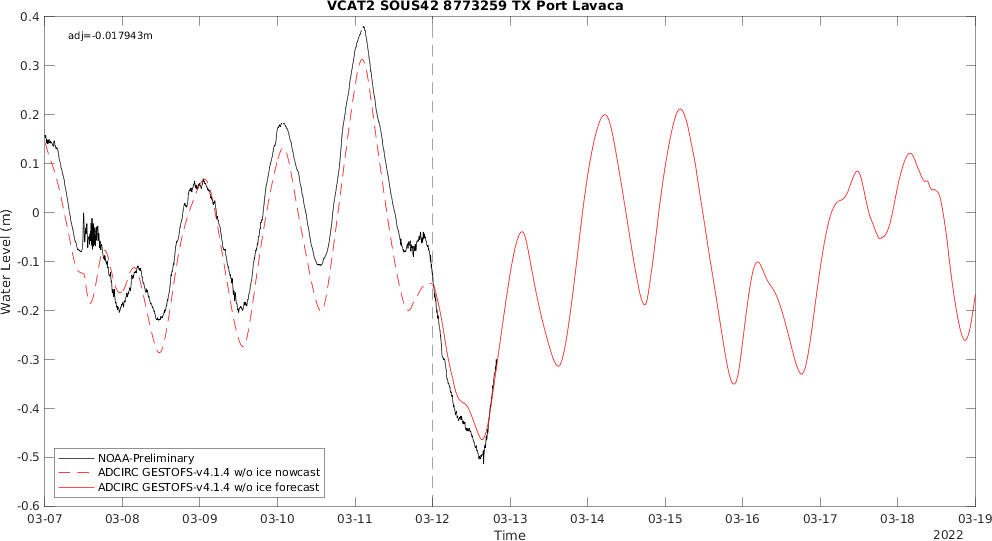 VCAT2 SOUS42 8773259 TX Port Lavaca
adj=-0.017943m
0.4
0.3
0.2
0.1
0
-0.1
-0.2
-0.3
-0.4
-0.5
-0.6
Water Level (m)
NOAA-Preliminary
ADCIRC GESTOFS-v4.1.4 w/o ice nowcast
ADCIRC GESTOFS-v4.1.4 w/o ice forecast
03-07 03-08 03-09 03-10 03-11 03-12 03-13 03-14 03-15 03-16 03-17 03-18 03-19
Time
2022